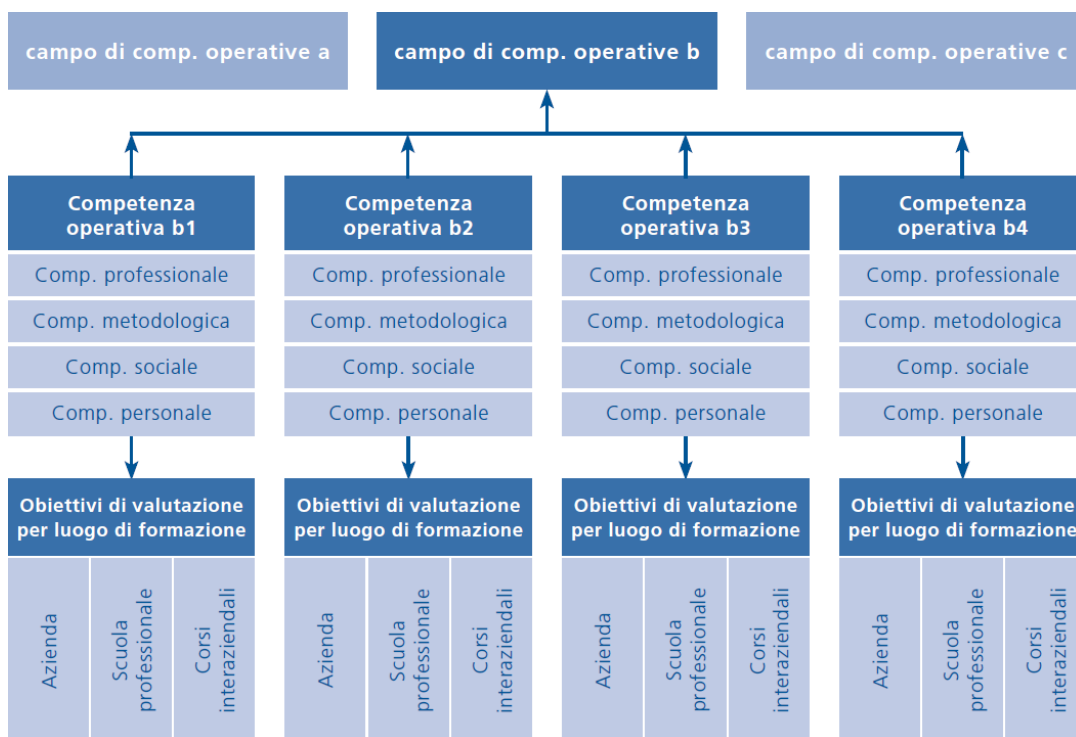 campo di comp. operative a
campo di comp. operative b
campo di comp. operative c
Competenza
operativa b1
Comp. professionale
Comp. metodologica
Comp. sociale
Comp. personale
Obiettivi di valutazione
per luogo di formazione
Azienda
Scuola
professionale
Corsi
interaziendali
Competenza
operativa b2
Comp. professionale
Comp. metodologica
Comp. sociale
Comp. personale
Obiettivi di valutazione
per luogo di formazione
Azienda
Scuola
professionale
Corsi
interaziendali
Competenza
operativa b3
Comp. professionale
Comp. metodologica
Comp. sociale
Comp. personale
Obiettivi di valutazione
per luogo di formazione
Azienda
Scuola
professionale
Corsi
interaziendali
Competenza
operativa b4
Comp. professionale
Comp. metodologica
Comp. sociale
Comp. personale
Obiettivi di valutazione
per luogo di formazione
Azienda
Scuola
professionale
Corsi
interaziendali